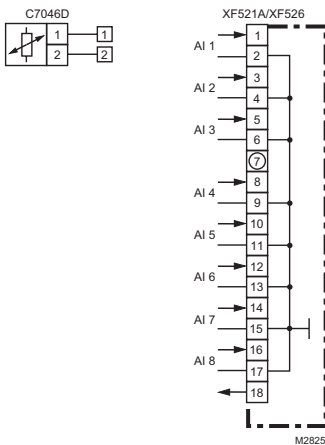 C7046D
1 1
2 2
XF521A/XF526
1
AI 1
2
3
AI 2
4
5
AI 3
6
7
8
AI 4
9
10
AI 5
11
12
AI 6
13
14
AI 7
15
16
AI 8
17
18
M2825